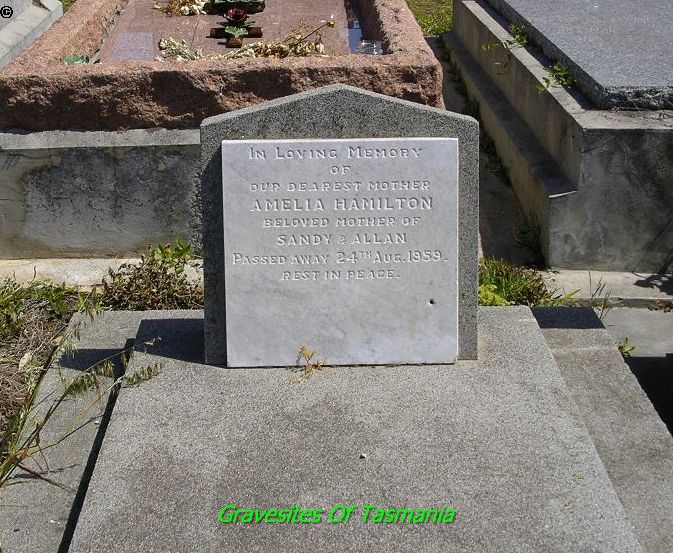 ©
In Loving Memory
OF
OUR DEAREST MOTHER
AMELIA HAMILTON
BELOVED MOTHER OF
SANDY & ALLAN
PASSED AWAY 24TH AUG. 1959.
REST IN PEACE.
Gravesites Of Tasmania